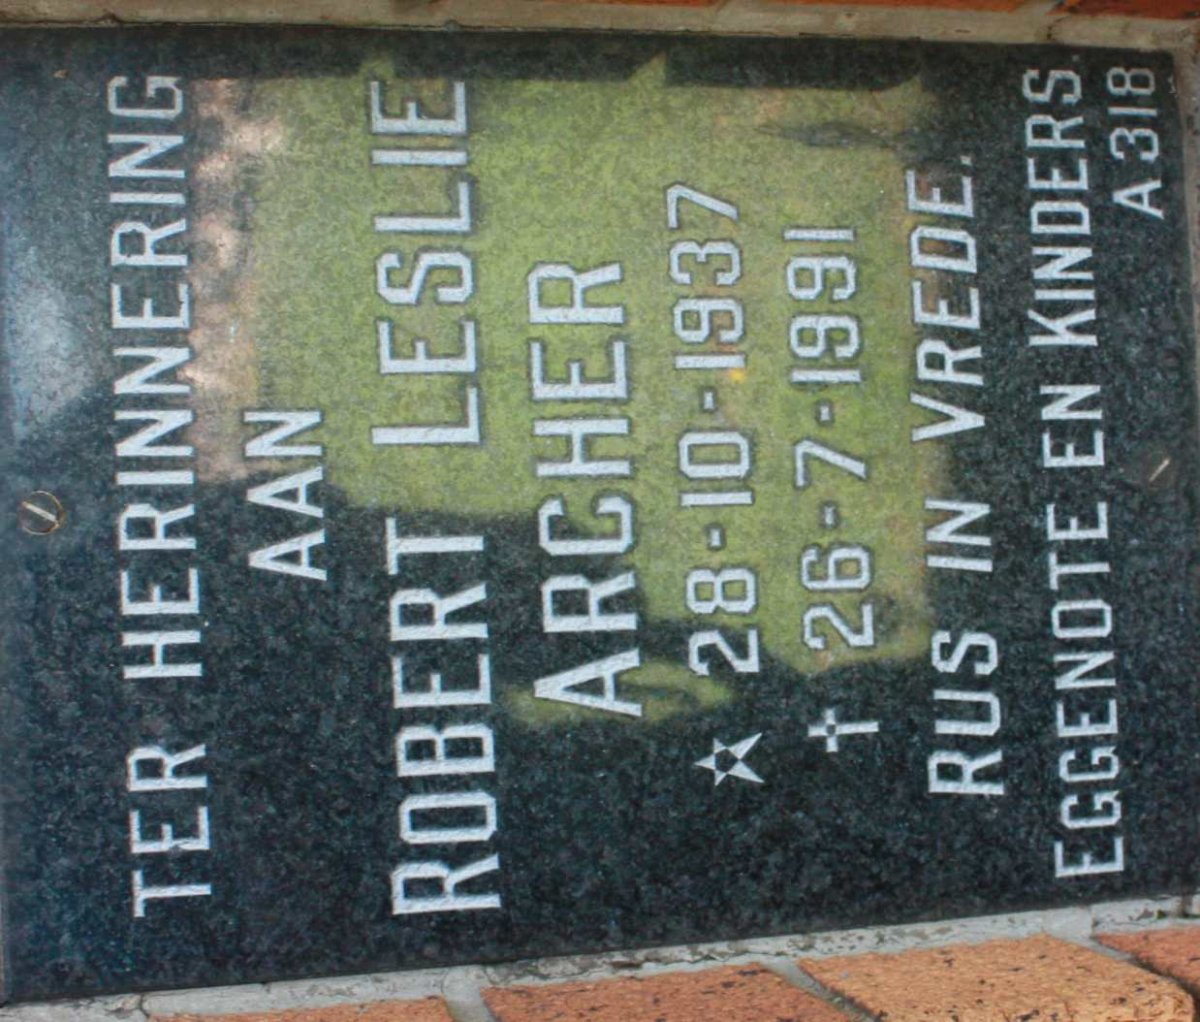 TER HERINNERING
AAN
ROBERT LESLIE
ARCHER
☆ 28-10-1937
✝ 26-7-1991
RUS IN VREDE.
EGGENOTE EN KINDERS.
A318